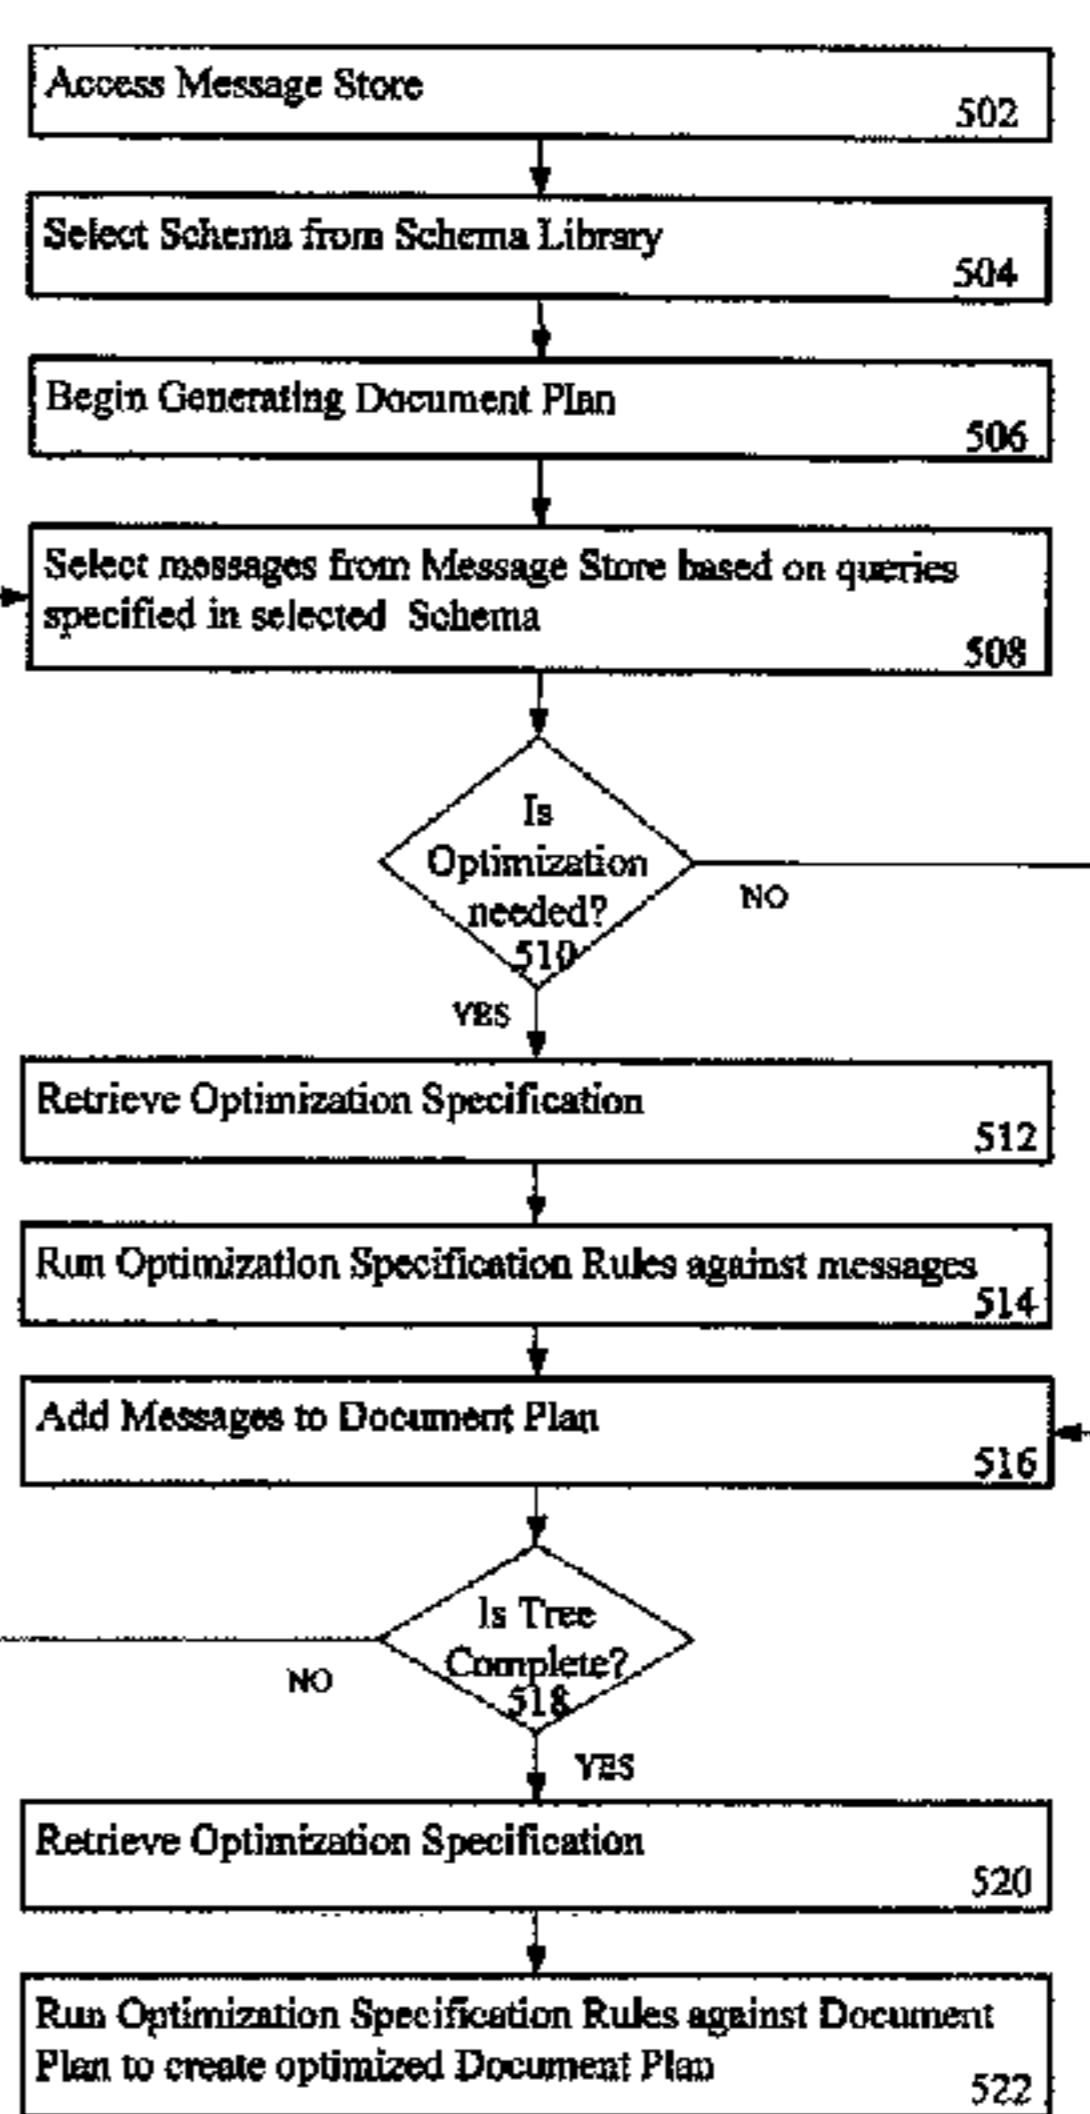 Access Message Store
502
Select Schema from Schema Library
504
Begin Generating Document Plan
506
Select messages from Message Store based on queries
specified in selected Schema
508
Is
Optimization
needed?
510
NO
YES
Retrieve Optimization Specification
512
Run Optimization Specification Rules against messages
514
Add Messages to Document Plan
516
Is Tree
Complete?
518
NO
YES
Retrieve Optimization Specification
520
Run Optimization Specification Rules against Document
Plan to create optimized Document Plan
522